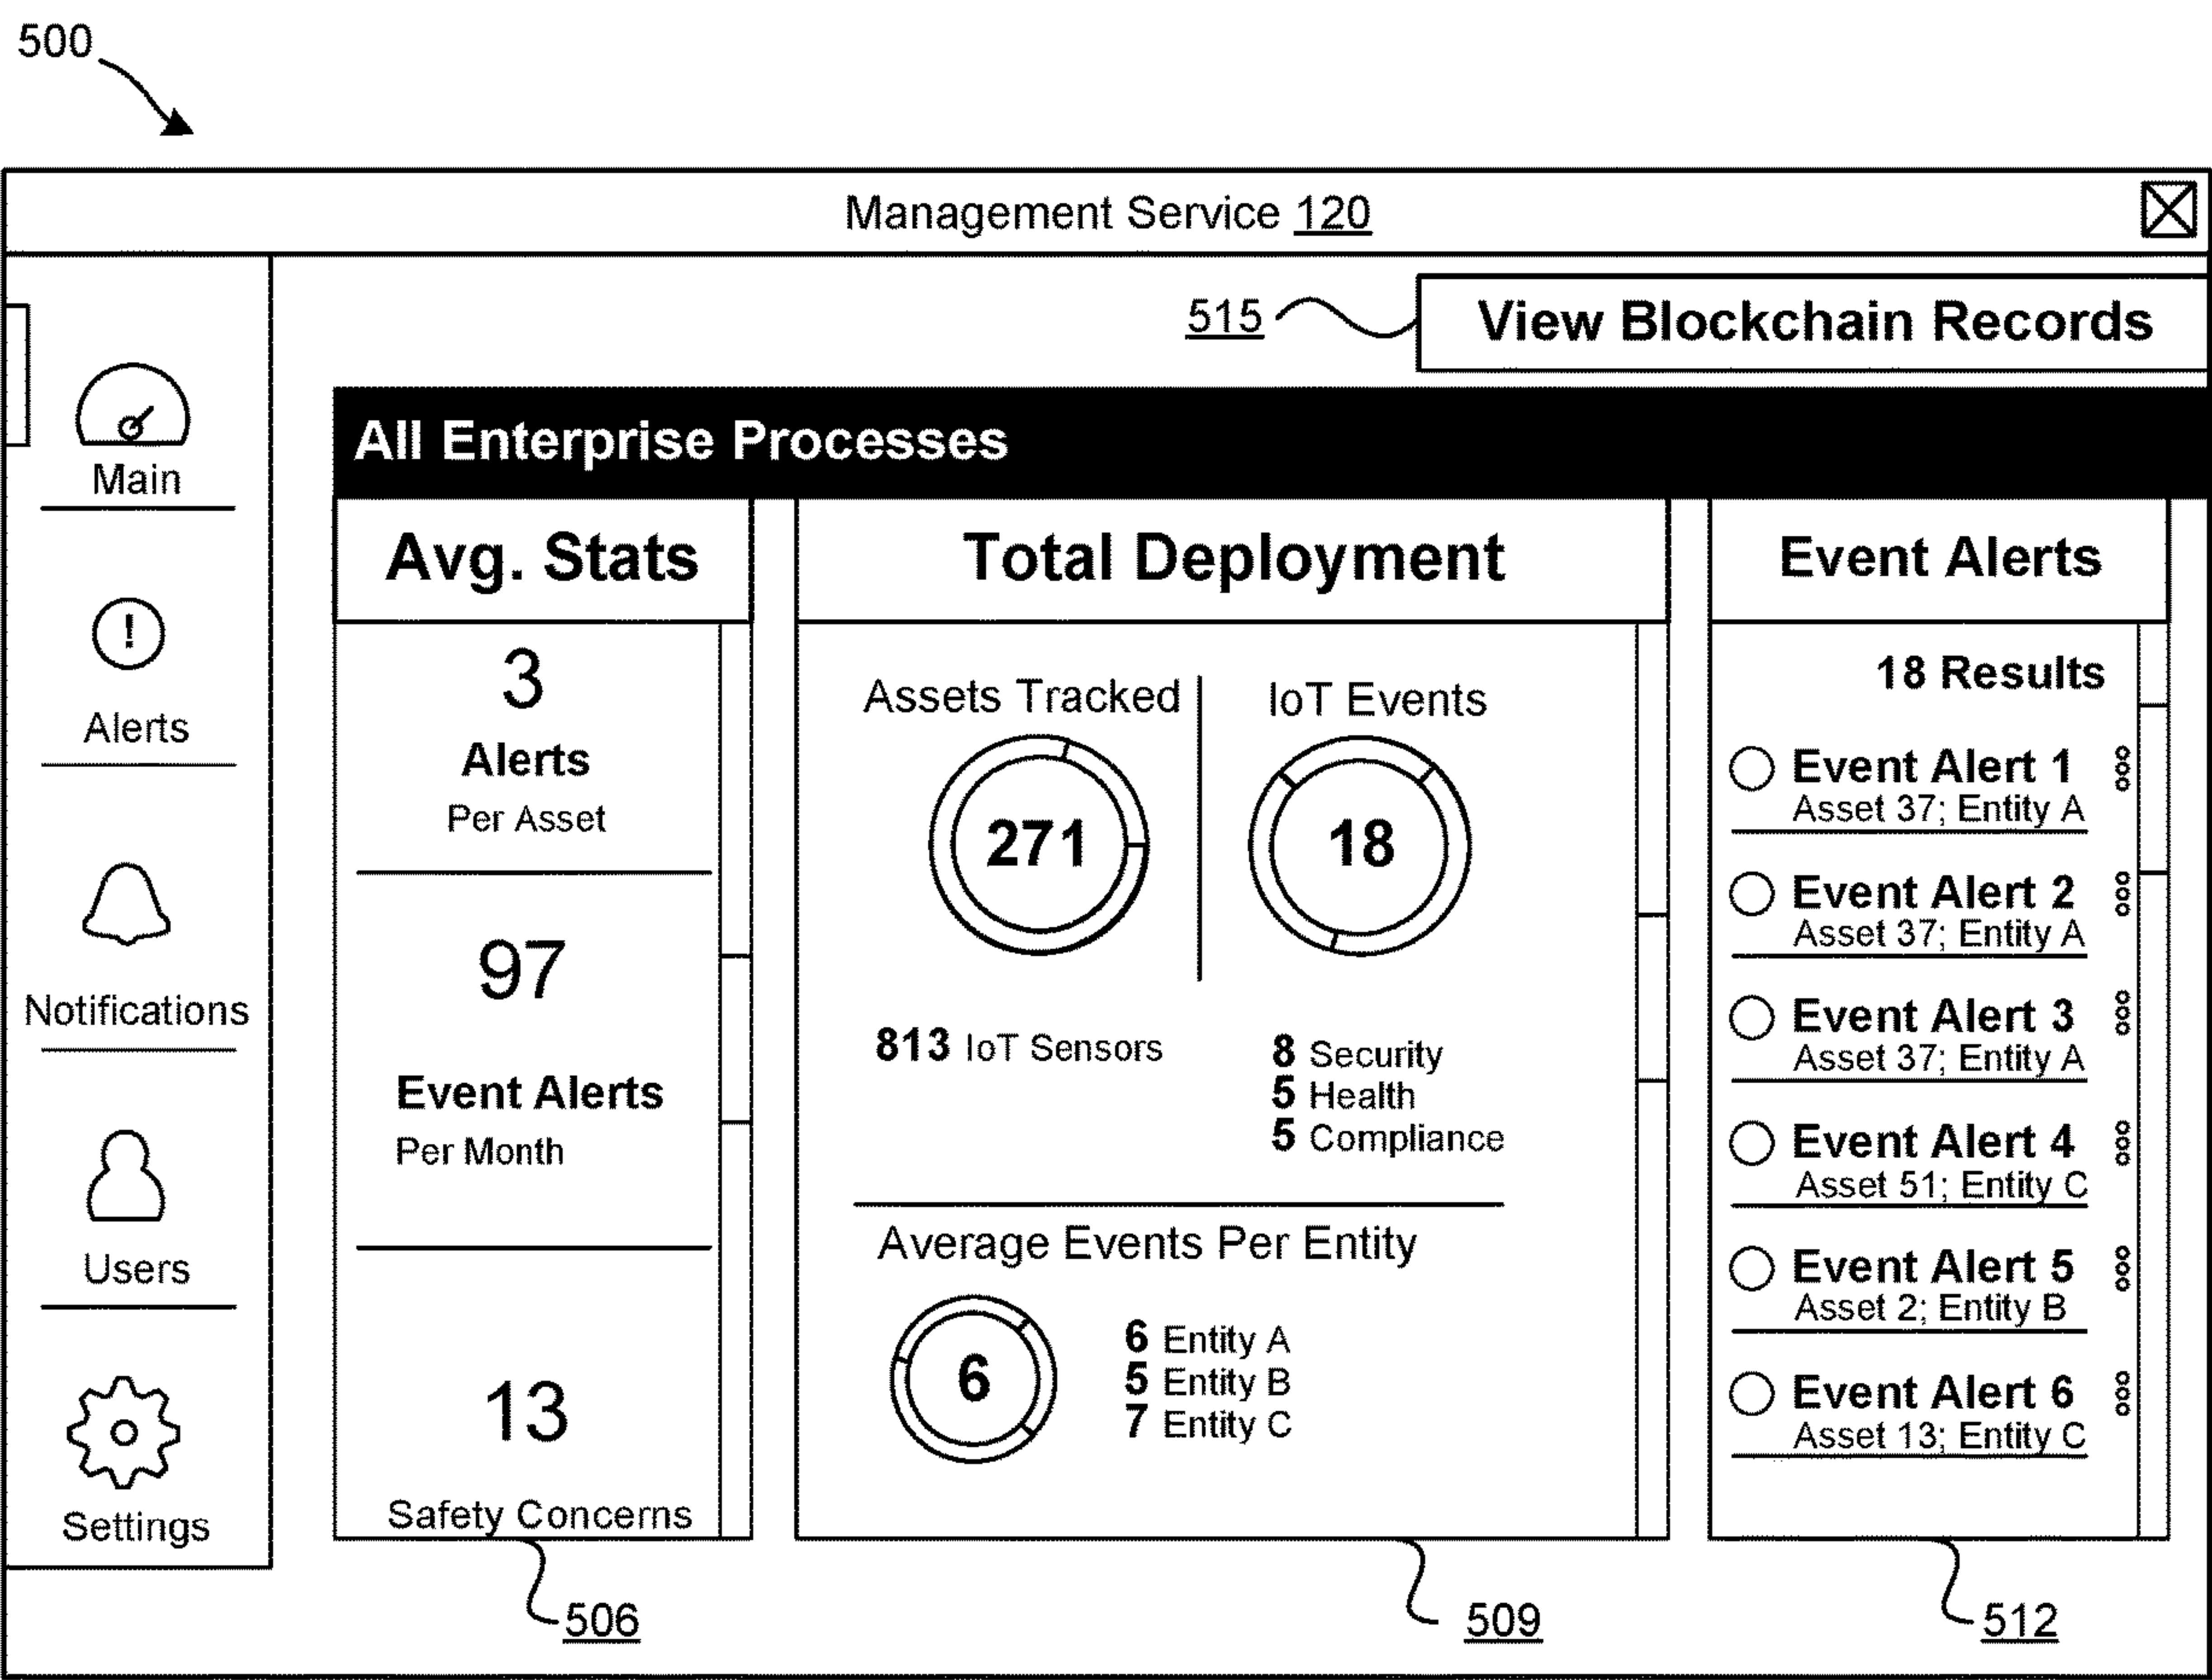 500
Management Service 120
515
View Blockchain Records
Main
Alerts
Notifications
Users
Settings
All Enterprise Processes
Avg. Stats
3
Alerts
Per Asset
97
Event Alerts
Per Month
13
Safety Concerns
506
Total Deployment
Assets Tracked
271
813 IoT Sensors
IoT Events
18
8 Security
5 Health
5 Compliance
Average Events Per Entity
6
6 Entity A
5 Entity B
7 Entity C
509
Event Alerts
18 Results
Event Alert 1
Asset 37; Entity A
Event Alert 2
Asset 37; Entity A
Event Alert 3
Asset 37; Entity A
Event Alert 4
Asset 51; Entity C
Event Alert 5
Asset 2; Entity B
Event Alert 6
Asset 13; Entity C
512